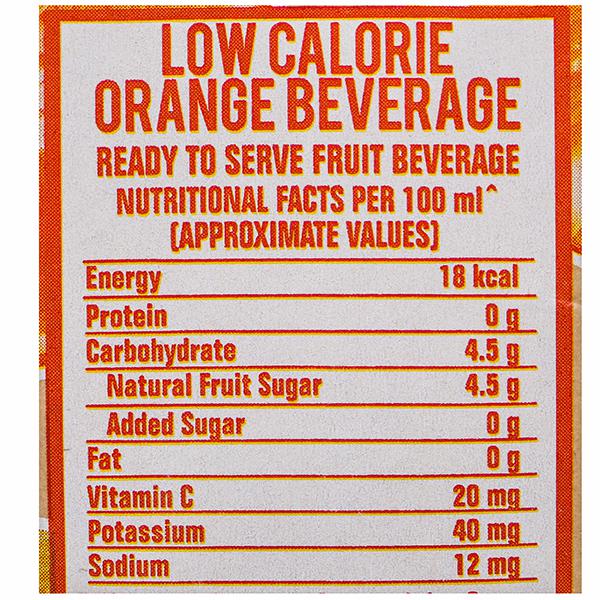 LOW CALORIE
ORANGE BEVERAGE
READY TO SERVE FRUIT BEVERAGE
NUTRITIONAL FACTS PER 100 ml^
(APPROXIMATE VALUES)
Energy 18 kcal
Protein 0 g
Carbohydrate 4.5 g
Natural Fruit Sugar 4.5 g
Added Sugar 0 g
Fat 0 g
Vitamin C 20 mg
Potassium 40 mg
Sodium 12 mg